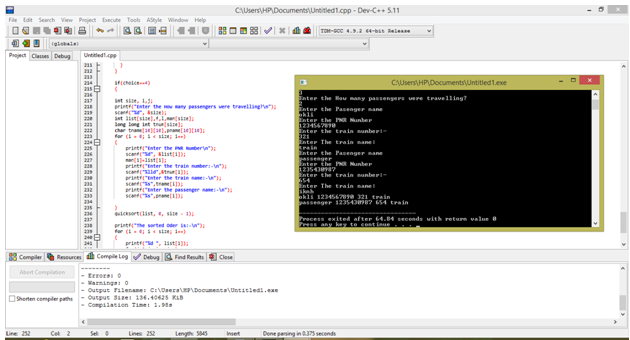 C:\Users\HP\Documents\Untitled1.cpp - Dev-C++ 5.11
File Edit Search View Project Execute Tools AStyle Window Help
TDM-GCC 4.9.2 64-bit Release
(globals)
Project Classes Debug Untitled1.cpp
211 }
212 }
213
214 if(choice==4)
215 {
216
217 int size, i,j;
218 printf("Enter the How many passengers were travelling?\n");
219 scanf("%d", &size);
220 int list[size],f,l,mar[size];
221 long long int true[size];
222 char tname[10][10],pname[10][10];
223 for (i = 0; i < size; i++)
224 {
225 printf("Enter the PNR Number\n");
226 scanf("%d", &list[i]);
227 mar[i]=list[i];
228 printf("Enter the train number:-\n");
229 scanf("%lld",&true[i]);
230 printf("Enter the train name:-\n");
231 scanf("%s",tname[i]);
232 printf("Enter the passenger name:-\n");
233 scanf("%s",pname[i]);
234
235 }
236 quicksort(list, 0, size - 1);
237
238 printf("The sorted Oder is:-\n");
239 for (i = 0; i < size; i++)
240 {
241 printf("%d ", list[i]);
C:\Users\HP\Documents\Untitled1.exe
3
Enter the How many passengers were travelling?
2
Enter the Pasenger name
nkli
Enter the PNR Number
1234567890
Enter the train number:-
321
Enter The train name!
train
Enter the Pasenger name
passenger
Enter the PNR Number
1235430987
Enter the train number:-
654
Enter The train name!
iknh
nkli 1234567890 321 train
passenger 1235430987 654 train
--------------------------------
Process exited after 64.84 seconds with return value 0
Press any key to continue . . .
Compiler Resources Compile Log Debug Find Results Close
Abort Compilation
Shorten compiler paths
--------
- Errors: 0
- Warnings: 0
- Output Filename: C:\Users\HP\Documents\Untitled1.exe
- Output Size: 136.40625 KiB
- Compilation Time: 1.98s
Line: 252 Col: 2 Sel: 0 Lines: 252 Length: 5845 Insert Done parsing in 0.375 seconds